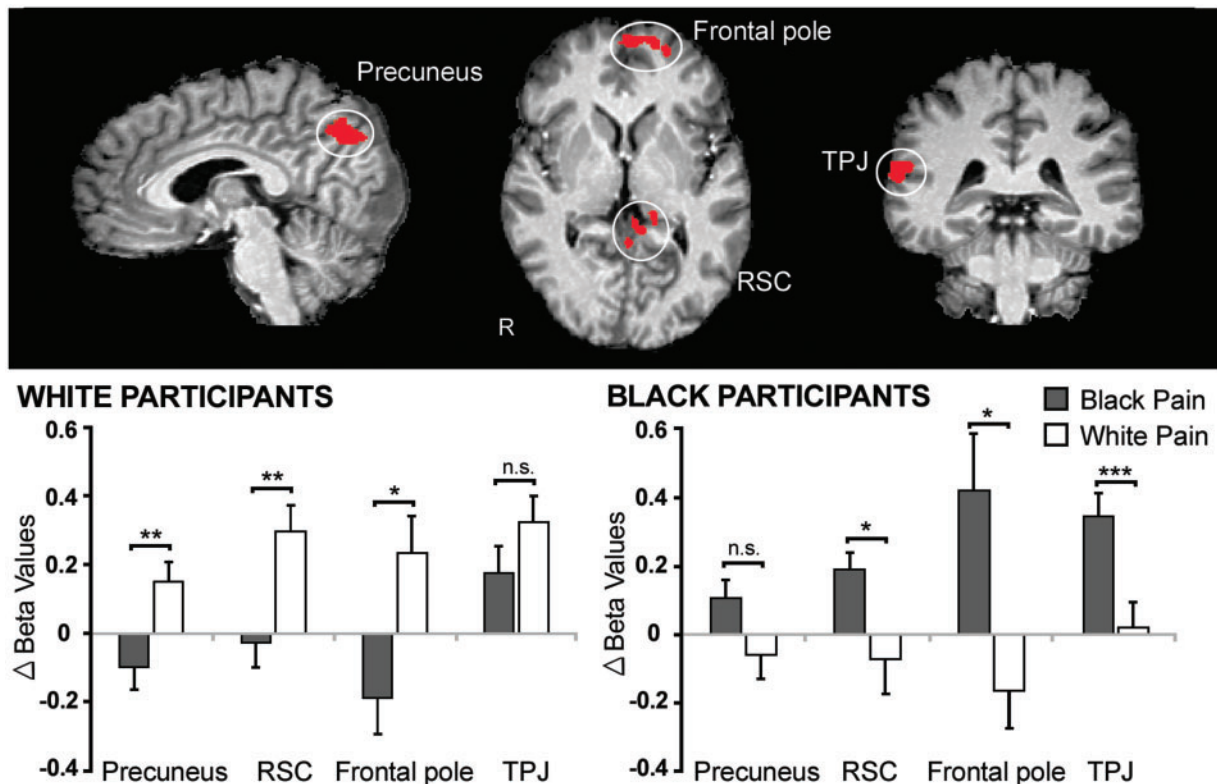 Frontal pole
Precuneus
TPJ
RSC
R
WHITE PARTICIPANTS
△ Beta Values
0.6
0.4
0.2
0
-0.2
-0.4
**
**
*
n.s.
Precuneus RSC Frontal pole TPJ
BLACK PARTICIPANTS
Black Pain
White Pain
△ Beta Values
0.6
0.4
0.2
0
-0.2
-0.4
n.s.
*
*
***
Precuneus RSC Frontal pole TPJ